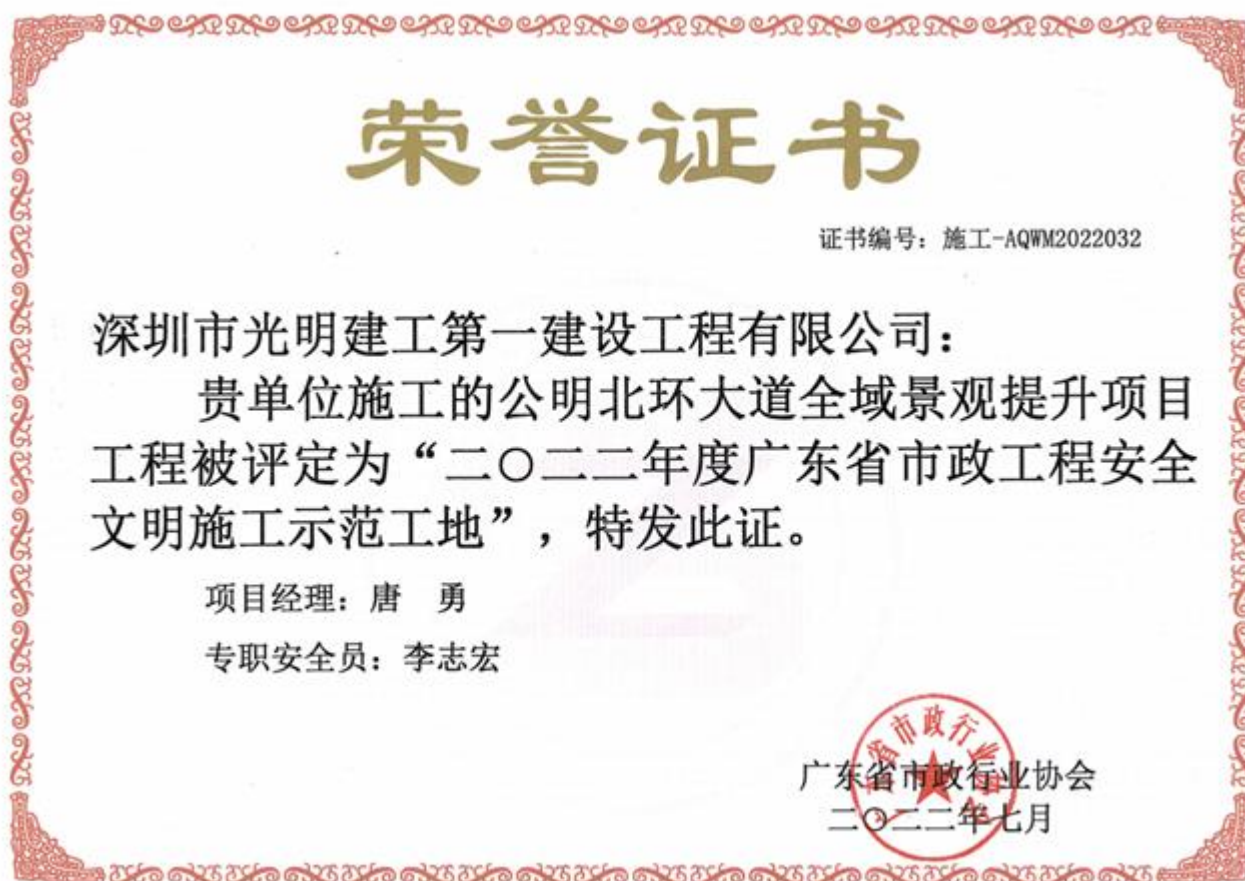 荣誉证书
证书编号：施工-AQWM2022032
深圳市光明建工第一建设工程有限公司：
贵单位施工的公明北环大道全域景观提升项目
工程被评定为“二〇二二年度广东省市政工程安全
文明施工示范工地”，特发此证。
项目经理：唐　勇
专职安全员：李志宏
省市政行业
广东省市政行业协会
二〇二二年七月